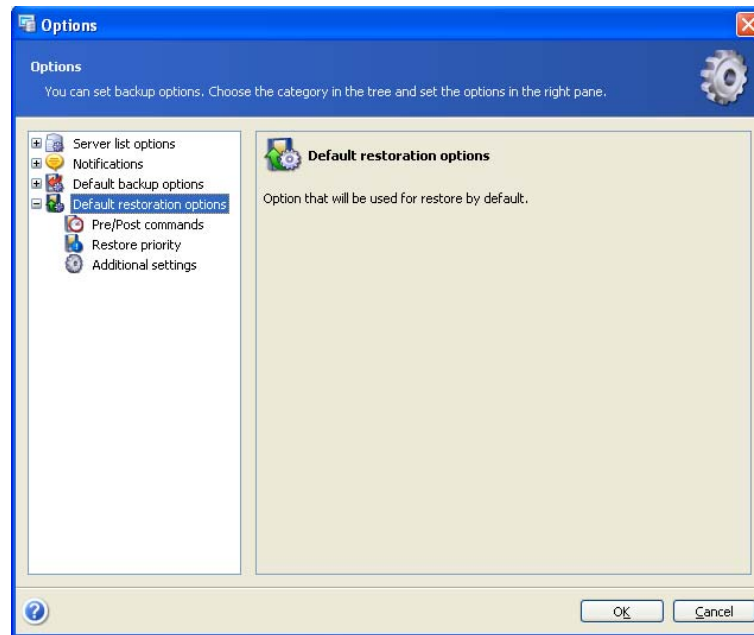 Options
Options
You can set backup options. Choose the category in the tree and set the options in the right pane.
Server list options
Notifications
Default backup options
Default restoration options
Pre/Post commands
Restore priority
Additional settings
Default restoration options
Option that will be used for restore by default.
OK
Cancel